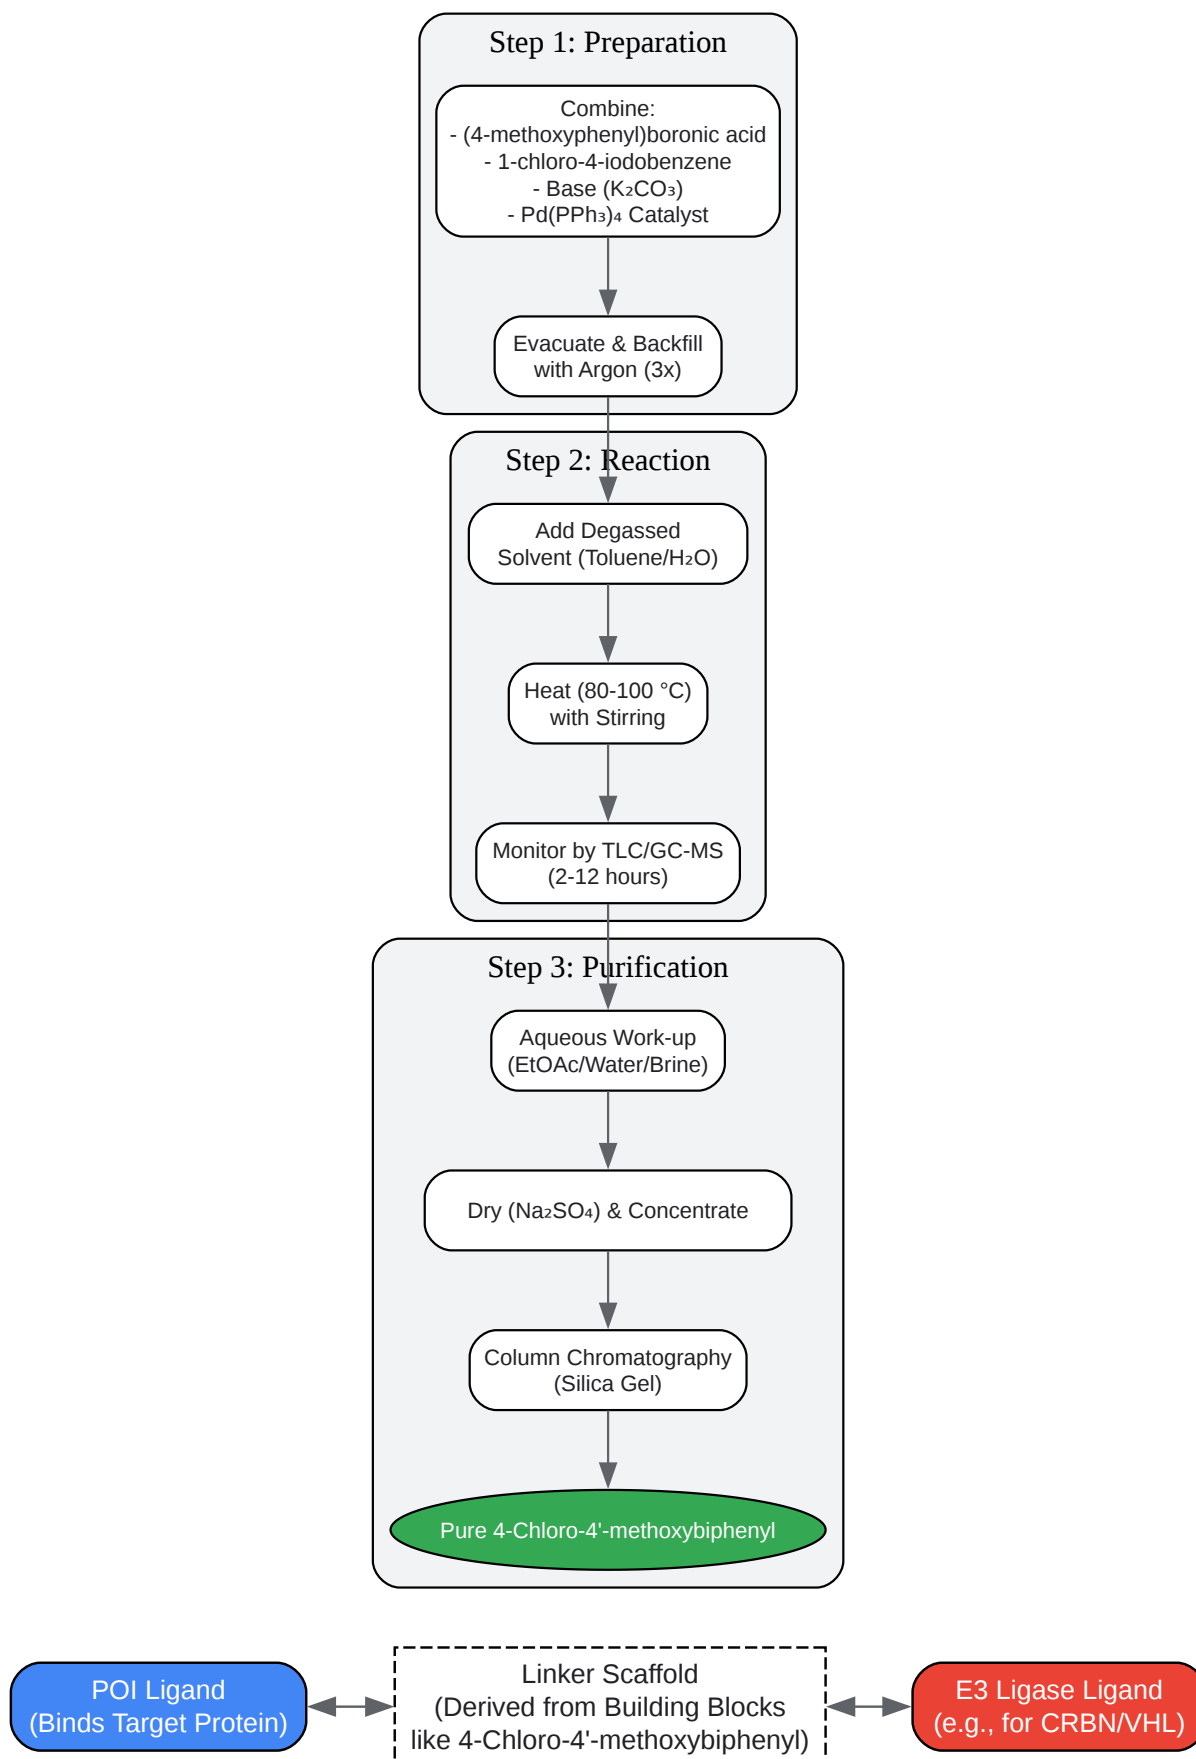 Step 1: Preparation
Combine:
- (4-methoxyphenyl)boronic acid
- 1-chloro-4-iodobenzene
- Base (K₂CO₃)
- Pd(PPh₃)₄ Catalyst
Evacuate & Backfill
with Argon (3x)
Step 2: Reaction
Add Degassed
Solvent (Toluene/H₂O)
Heat (80-100 °C)
with Stirring
Monitor by TLC/GC-MS
(2-12 hours)
Step 3: Purification
Aqueous Work-up
(EtOAc/Water/Brine)
Dry (Na₂SO₄) & Concentrate
Column Chromatography
(Silica Gel)
Pure 4-Chloro-4'-methoxybiphenyl
POI Ligand
(Binds Target Protein)
Linker Scaffold
(Derived from Building Blocks
like 4-Chloro-4'-methoxybiphenyl)
E3 Ligase Ligand
(e.g., for CRBN/VHL)